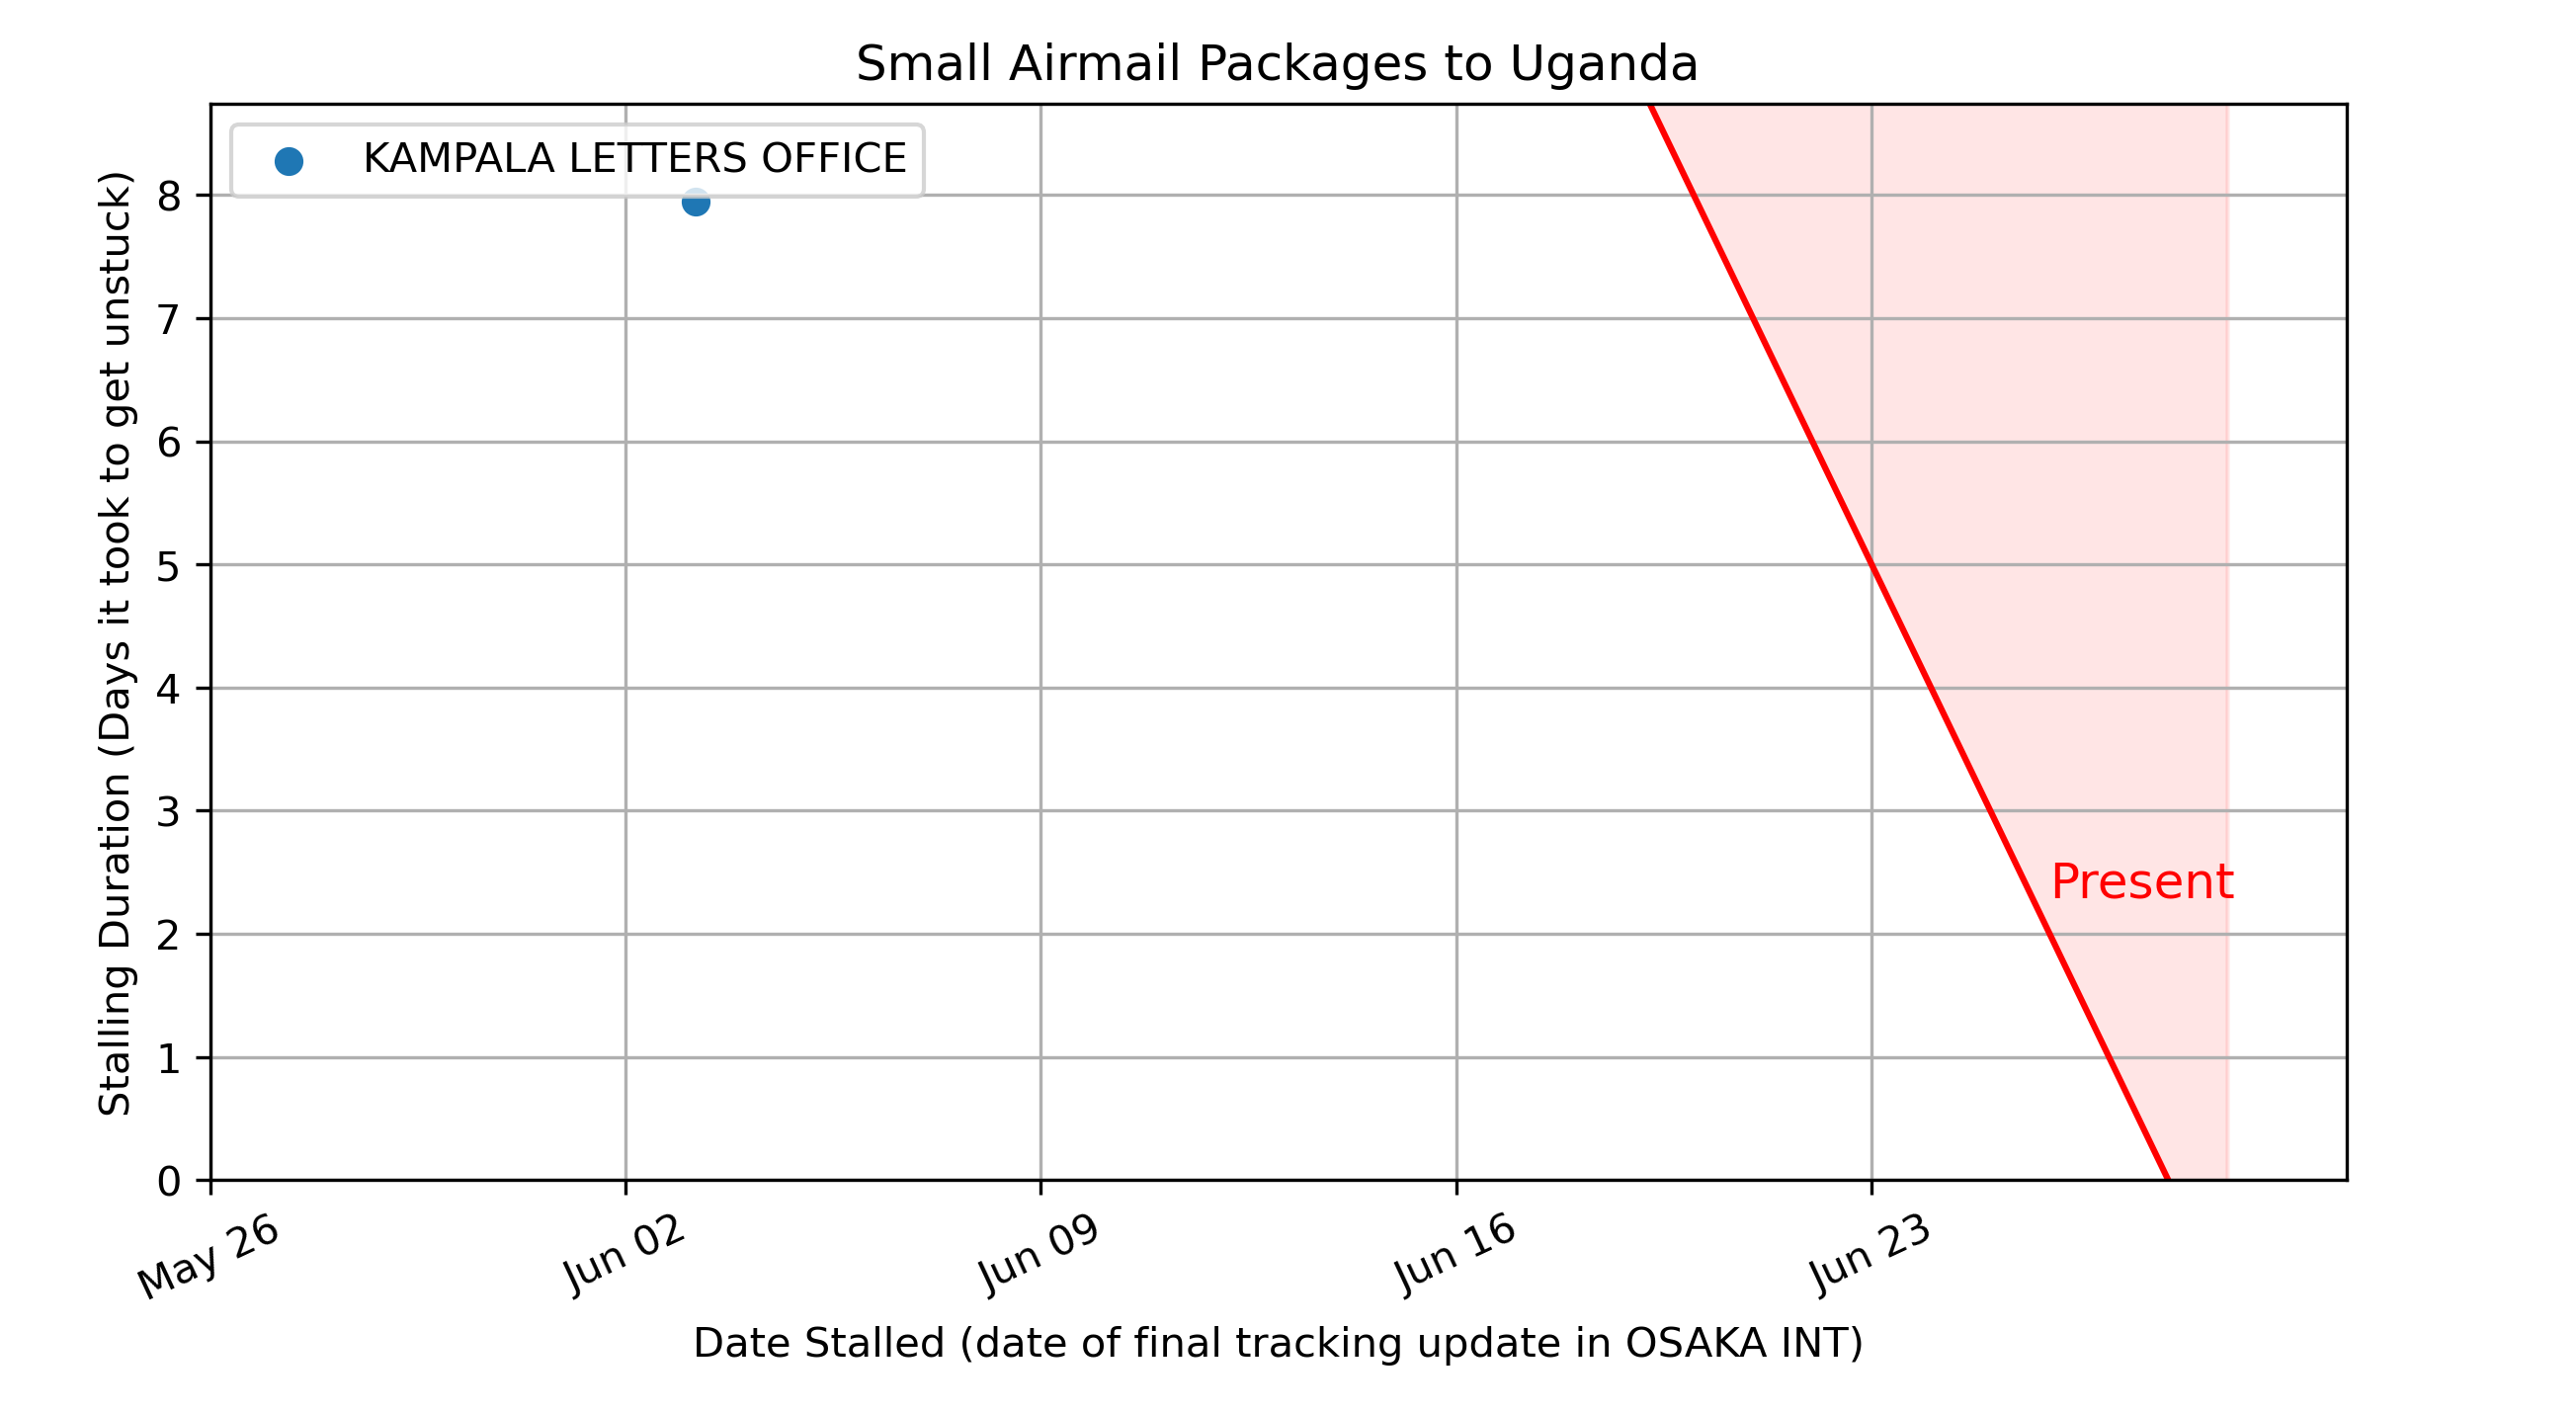 Small Airmail Packages to Uganda
KAMPALA LETTERS OFFICE
Stalling Duration (Days it took to get unstuck)
8
7
6
5
4
3
2
1
0
Present
May 26
Jun 02
Jun 09
Jun 16
Jun 23
Date Stalled (date of final tracking update in OSAKA INT)